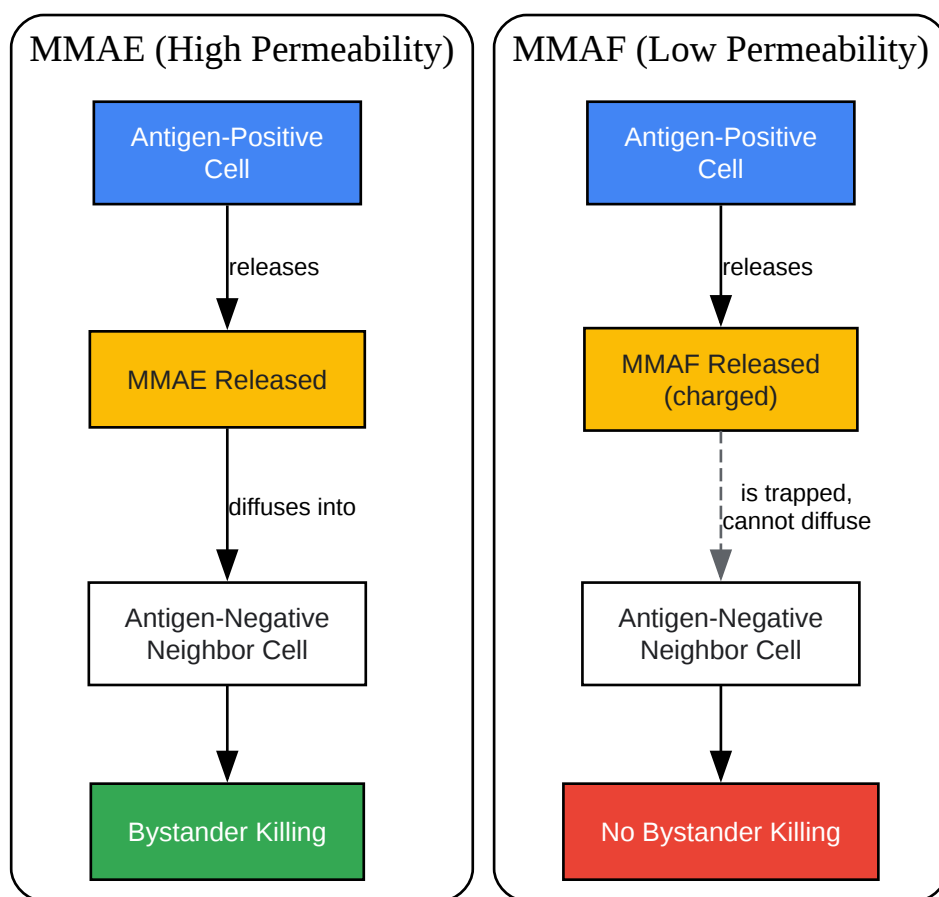 MMAE (High Permeability)
Antigen-Positive
Cell
releases
MMAE Released
diffuses into
Antigen-Negative
Neighbor Cell
Bystander Killing
MMAF (Low Permeability)
Antigen-Positive
Cell
releases
MMAF Released
(charged)
is trapped,
cannot diffuse
Antigen-Negative
Neighbor Cell
No Bystander Killing